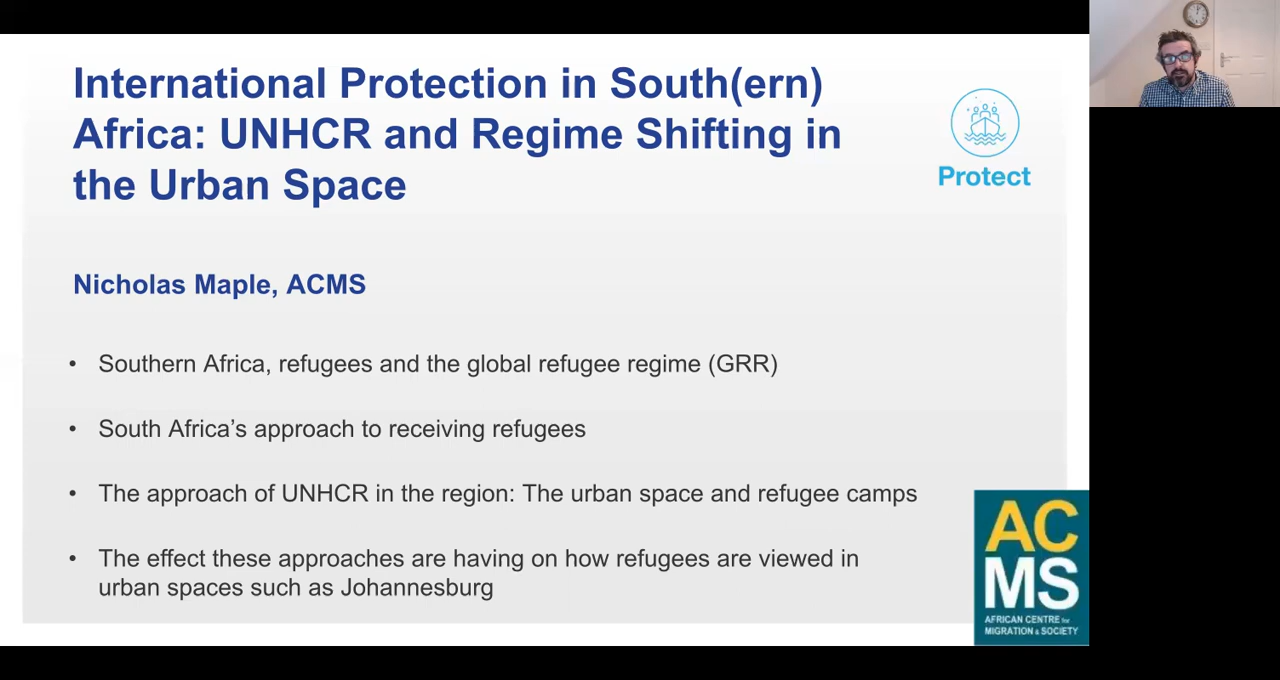 International Protection in South(ern)
Africa: UNHCR and Regime Shifting in
the Urban Space
Protect
Nicholas Maple, ACMS
• Southern Africa, refugees and the global refugee regime (GRR)
• South Africa’s approach to receiving refugees
• The approach of UNHCR in the region: The urban space and refugee camps
• The effect these approaches are having on how refugees are viewed in
urban spaces such as Johannesburg
AC
MS
AFRICAN CENTRE for
MIGRATION & SOCIETY